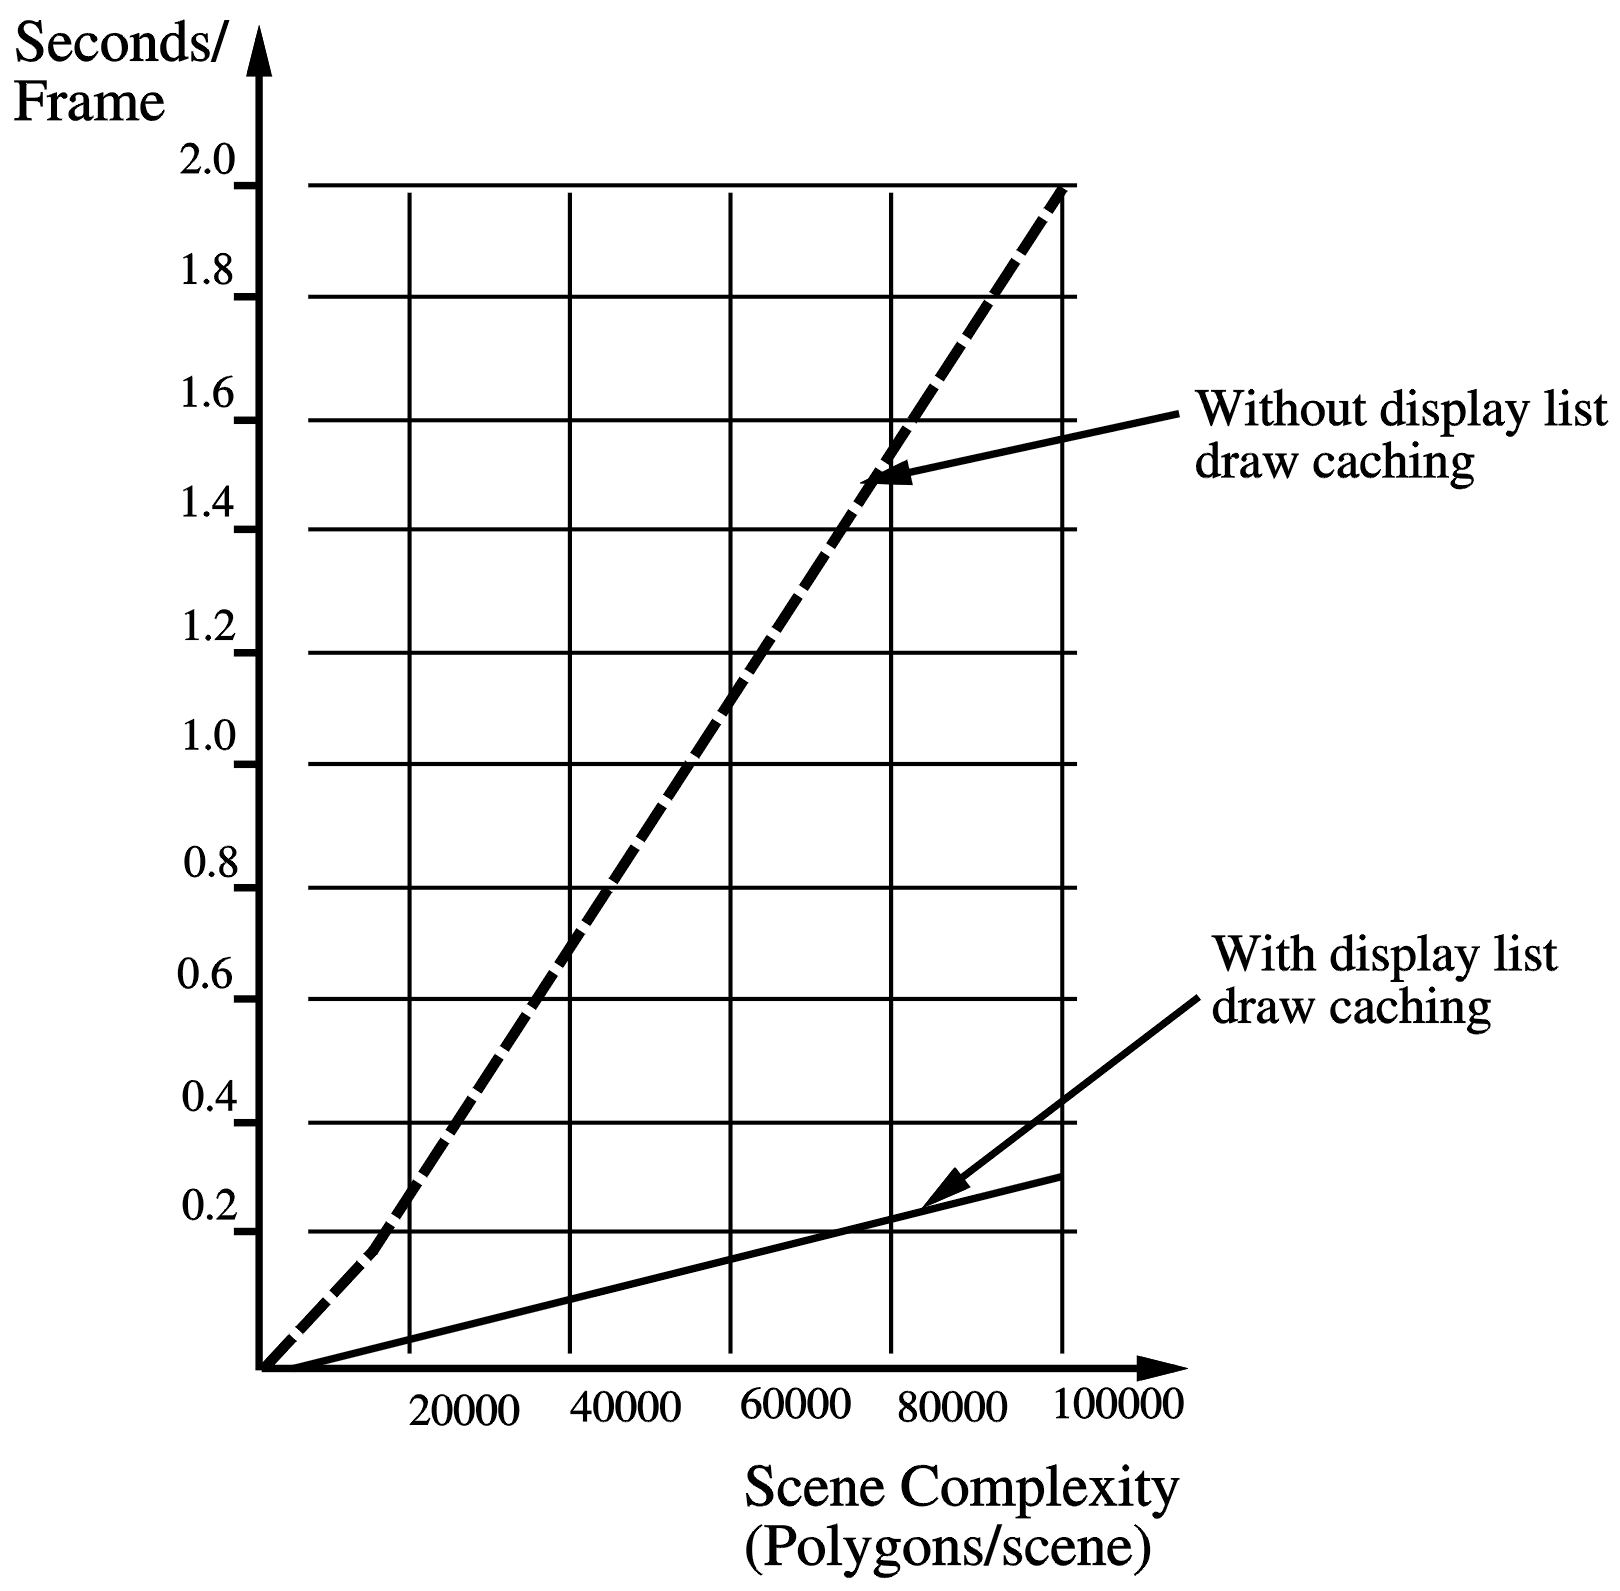 Seconds/
Frame
2.0
1.8
1.6
1.4
1.2
1.0
0.8
0.6
0.4
0.2
Without display list
draw caching
With display list
draw caching
20000 40000 60000 80000 100000
Scene Complexity
(Polygons/scene)